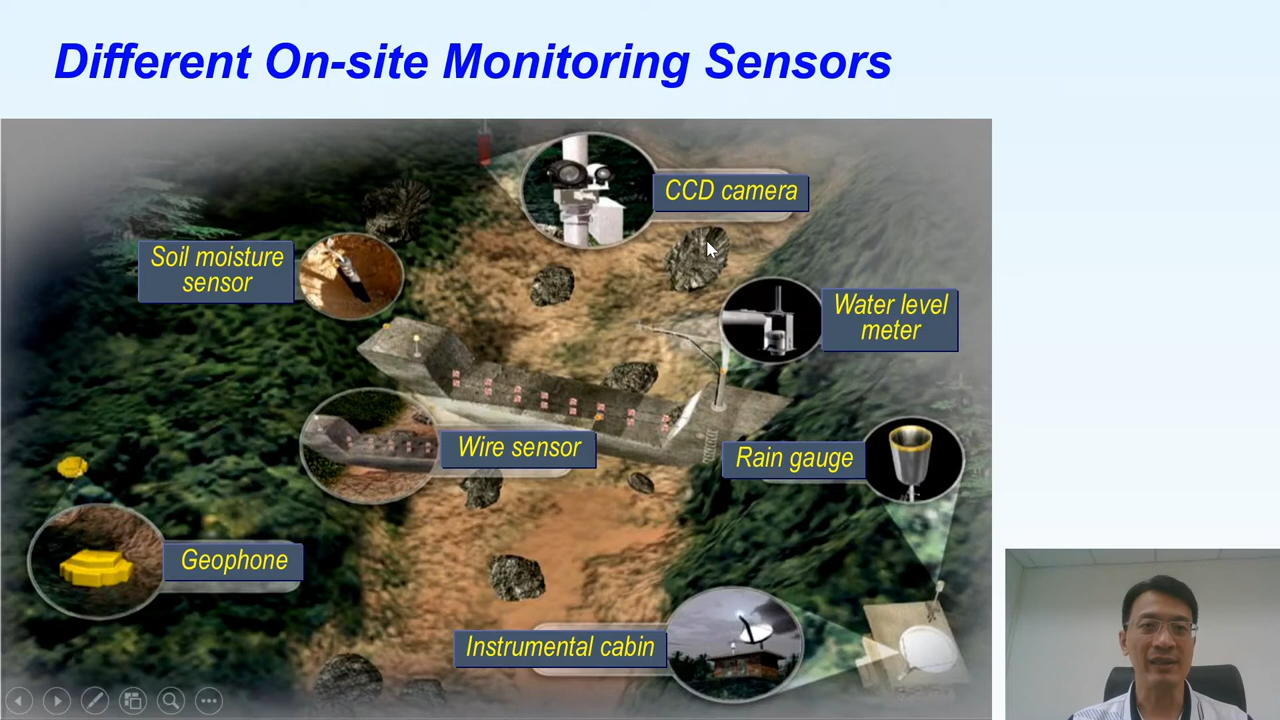 Different On-site Monitoring Sensors
CCD camera
Soil moisture
sensor
Water level
meter
Wire sensor
Rain gauge
Geophone
Instrumental cabin